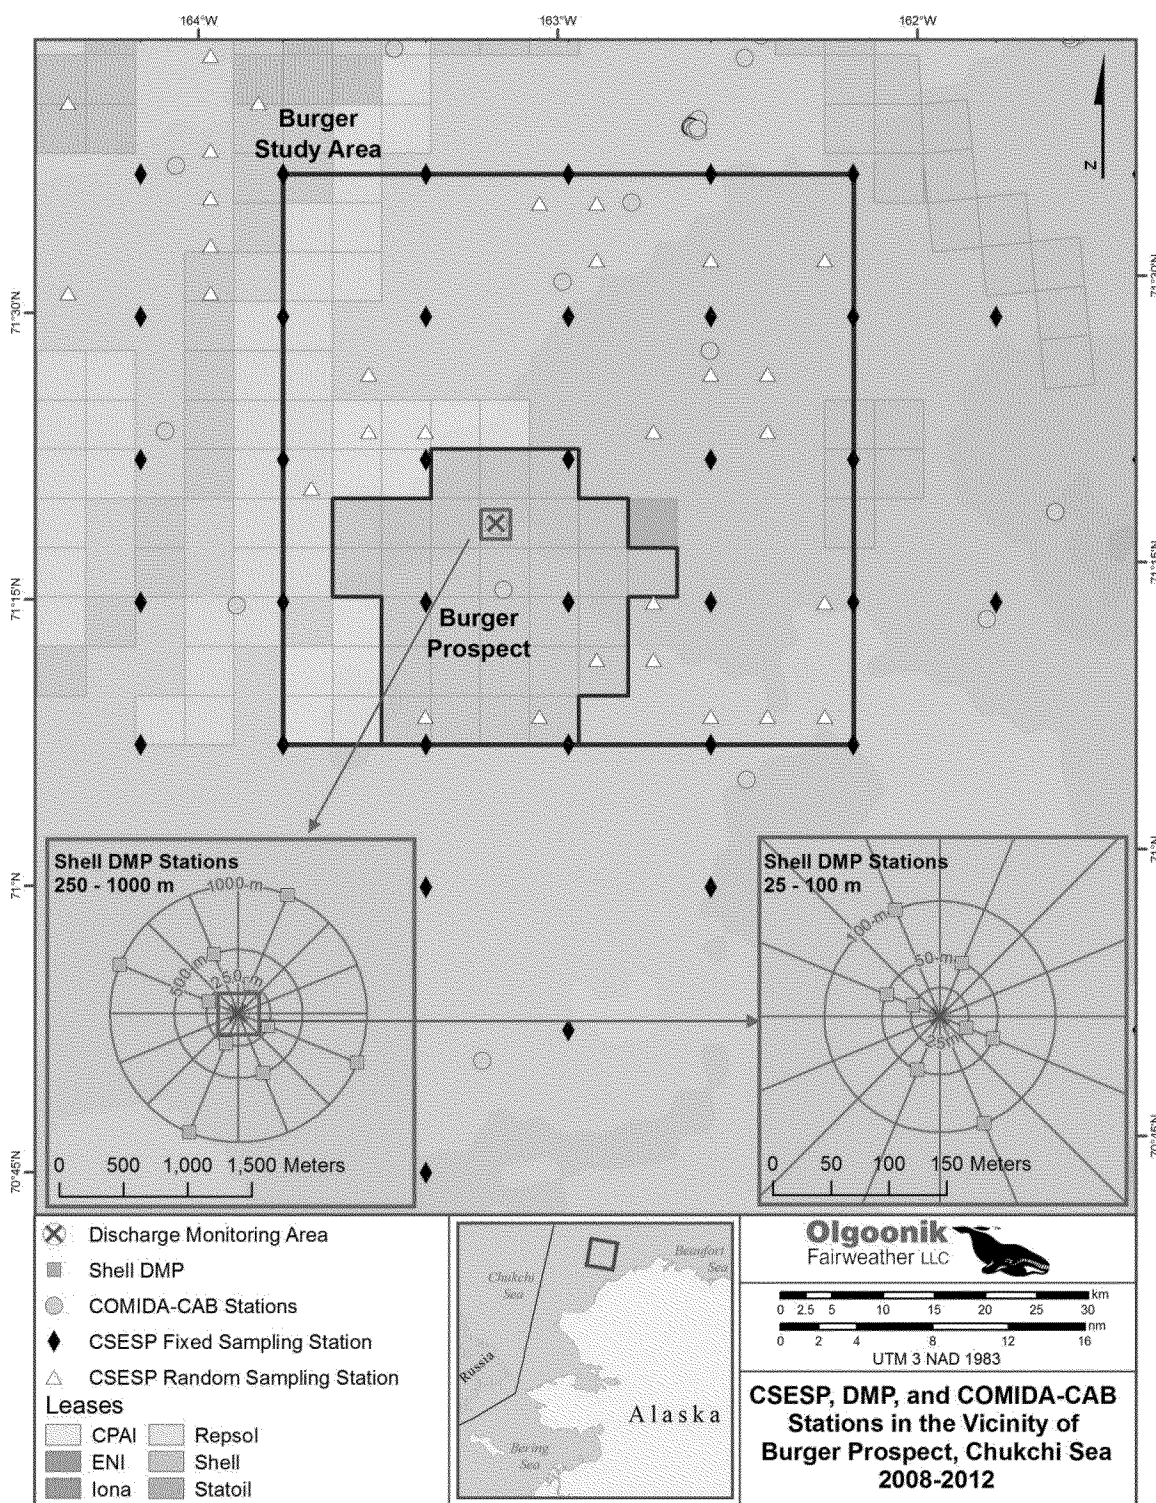 164°W
163°W
162°W
Burger
Study Area
N
71°30'N
71°30'N
71°15'N
71°15'N
Burger
Prospect
71°N
71°N
70°45'N
70°45'N
Shell DMP Stations
250 - 1000 m
1000-m
500-m
250-m
0 500 1,000 1,500 Meters
Shell DMP Stations
25 - 100 m
100-m
50-m
25-m
0 50 100 150 Meters
Discharge Monitoring Area
Shell DMP
COMIDA-CAB Stations
CSESP Fixed Sampling Station
CSESP Random Sampling Station
Leases
CPAI Repsol
ENI Shell
Iona Statoil
Chukchi
Sea
Beaufort
Sea
Russia
Alaska
Bering
Sea
Olgoonik
Fairweather LLC
km
0 2.5 5 10 15 20 25 30
nm
0 2 4 8 12 16
UTM 3 NAD 1983
CSESP, DMP, and COMIDA-CAB
Stations in the Vicinity of
Burger Prospect, Chukchi Sea
2008-2012